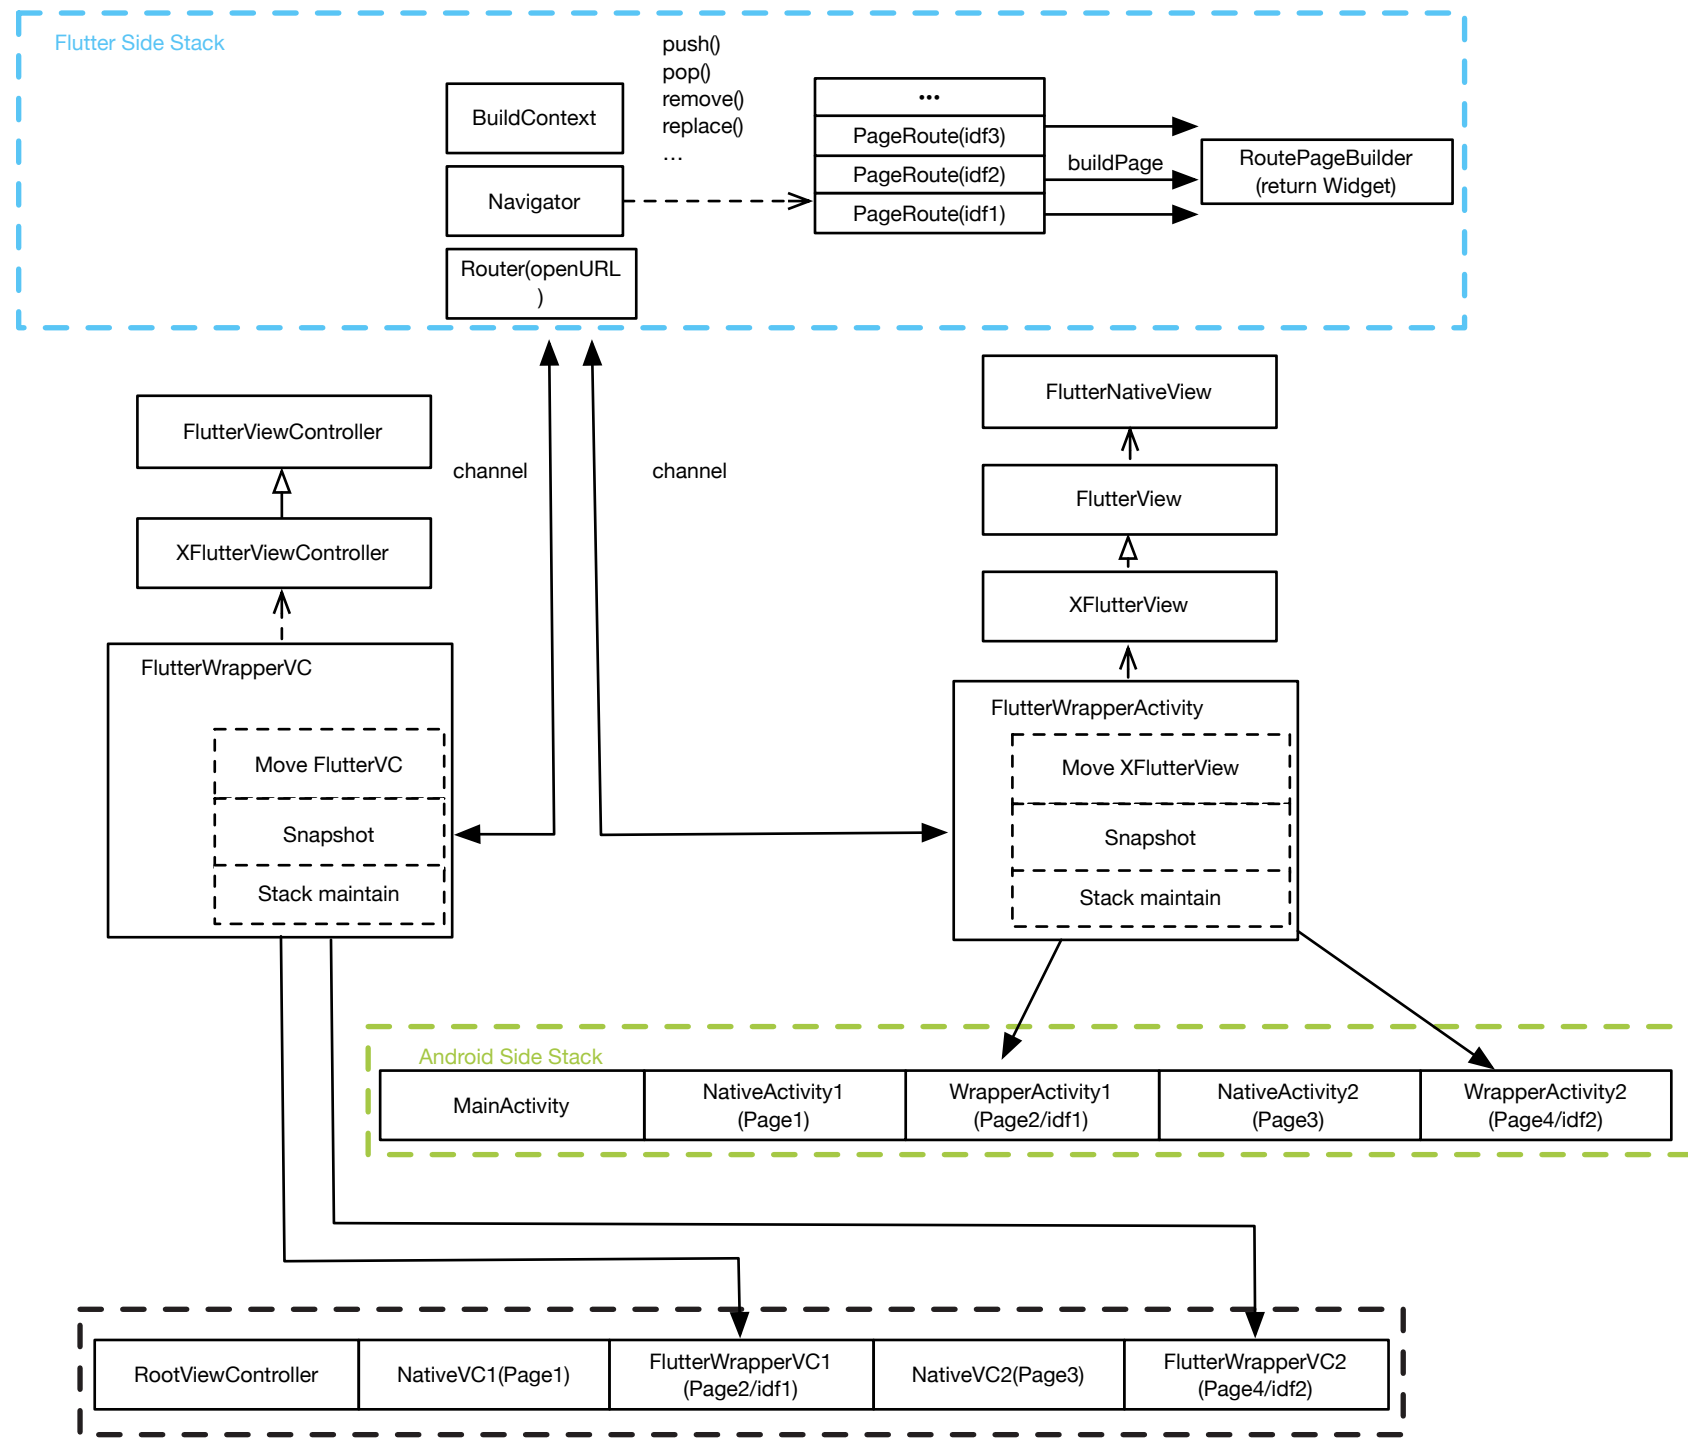 Flutter Side Stack
push()
pop()
remove()
replace()
…
BuildContext
Navigator
Router(openURL
)
...
PageRoute(idf3)
PageRoute(idf2)
PageRoute(idf1)
buildPage
RoutePageBuilder
(return Widget)
FlutterViewController
XFlutterViewController
channel
channel
FlutterNativeView
FlutterView
XFlutterView
FlutterWrapperVC
Move FlutterVC
Snapshot
Stack maintain
FlutterWrapperActivity
Move XFlutterView
Snapshot
Stack maintain
Android Side Stack
MainActivity
NativeActivity1
(Page1)
WrapperActivity1
(Page2/idf1)
NativeActivity2
(Page3)
WrapperActivity2
(Page4/idf2)
RootViewController
NativeVC1(Page1)
FlutterWrapperVC1
(Page2/idf1)
NativeVC2(Page3)
FlutterWrapperVC2
(Page4/idf2)